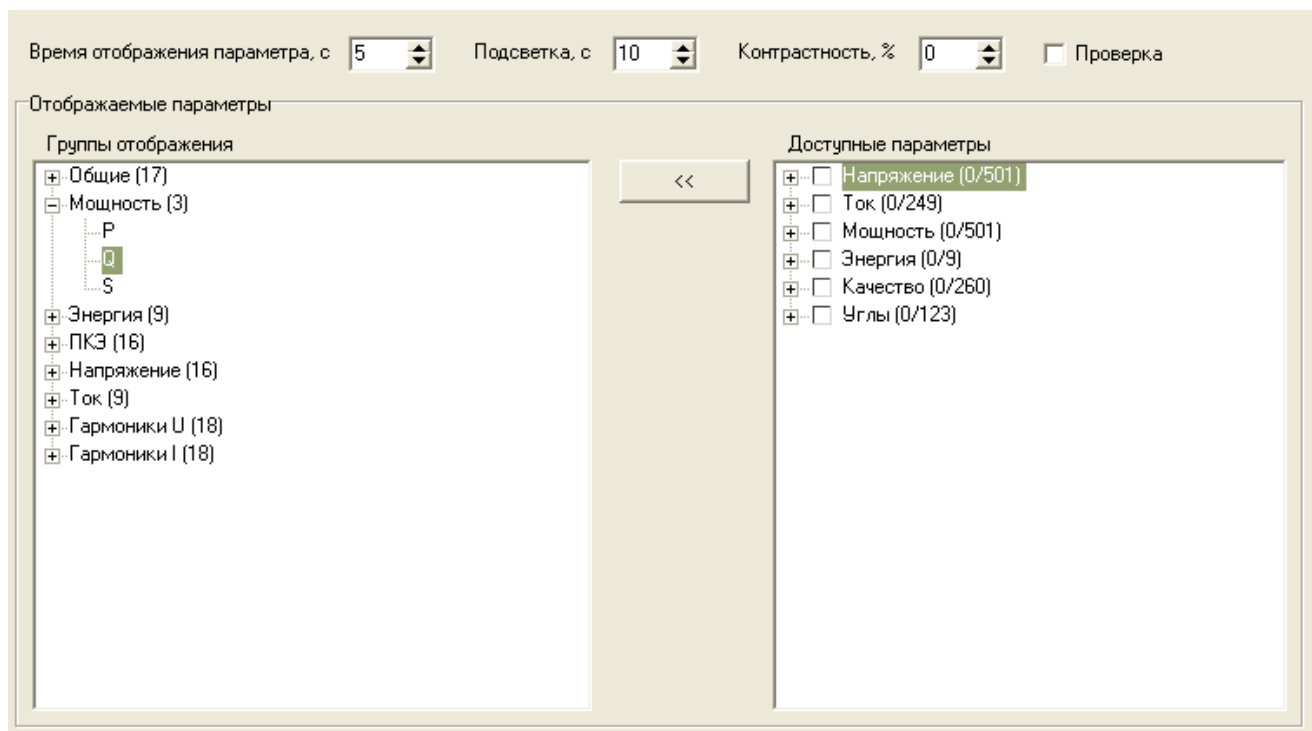 Время отображения параметра, с 5 Подсветка, с 10 Контрастность, % 0 Проверка
Отображаемые параметры
Группы отображения
Общие (17)
Мощность (3)
P
Q
S
Энергия (9)
ПКЭ (16)
Напряжение (16)
Ток (9)
Гармоники U (18)
Гармоники I (18)
<<
Доступные параметры
Напряжение (0/501)
Ток (0/249)
Мощность (0/501)
Энергия (0/9)
Качество (0/260)
Углы (0/123)